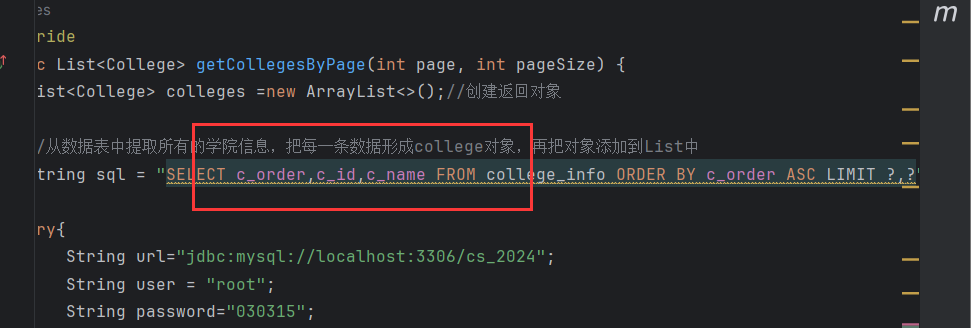 es
ride
c List<College> getCollegesByPage(int page, int pageSize) {
ist<College> colleges =new ArrayList<>();//创建返回对象
/从数据表中提取所有的学院信息，把每一条数据形成college对象，再把对象添加到List中
tring sql = "SELECT c_order,c_id,c_name FROM college_info ORDER BY c_order ASC LIMIT ?,?"
ry{
String url="jdbc:mysql://localhost:3306/cs_2024";
String user = "root";
String password="030315";
m